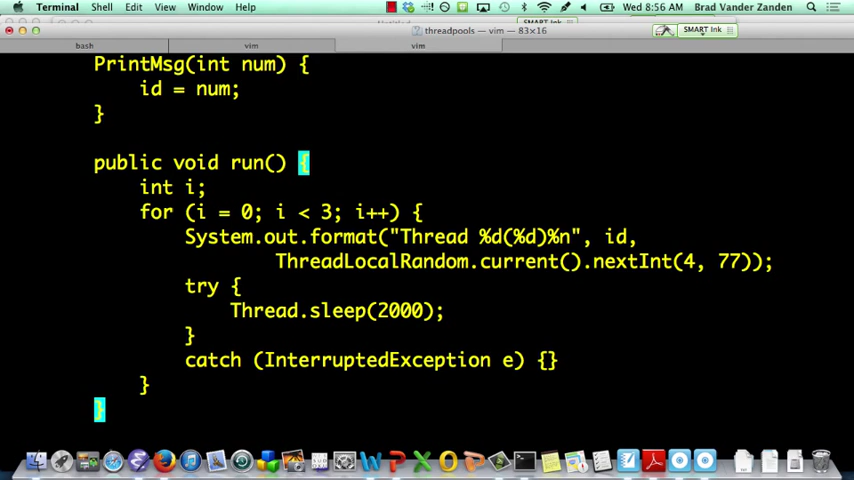 Terminal Shell Edit View Window Help Wed 8:56 AM Brad Vander Zanden
SMART Ink
threadpools — vim — 83×16 SMART Ink
bash vim vim
PrintMsg(int num) {
id = num;
}
public void run() {
int i;
for (i = 0; i < 3; i++) {
System.out.format("Thread %d(%d)%n", id,
ThreadLocalRandom.current().nextInt(4, 77));
try {
Thread.sleep(2000);
}
catch (InterruptedException e) {}
}
}